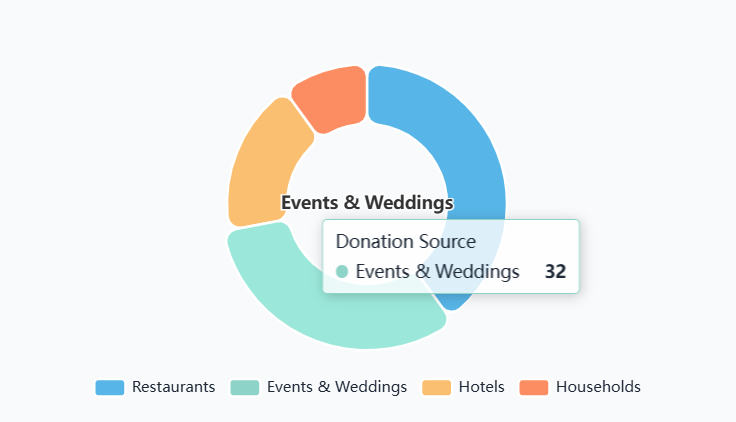 Events & Weddings
Donation Source
Events & Weddings 32
Restaurants Events & Weddings Hotels Households